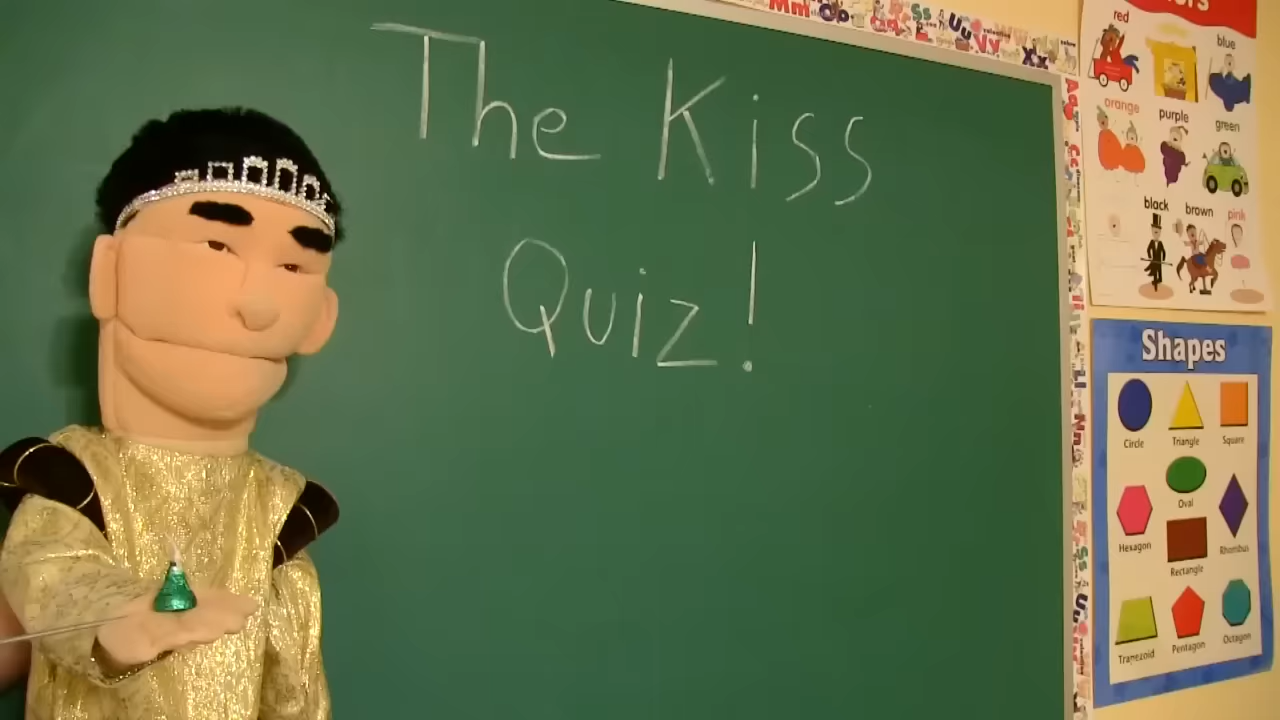 The Kiss
Quiz!
red
blue
orange
purple
green
black
brown
pink
Shapes
Circle
Triangle
Square
Oval
Hexagon
Rectangle
Rhombus
Trapezoid
Pentagon
Octagon